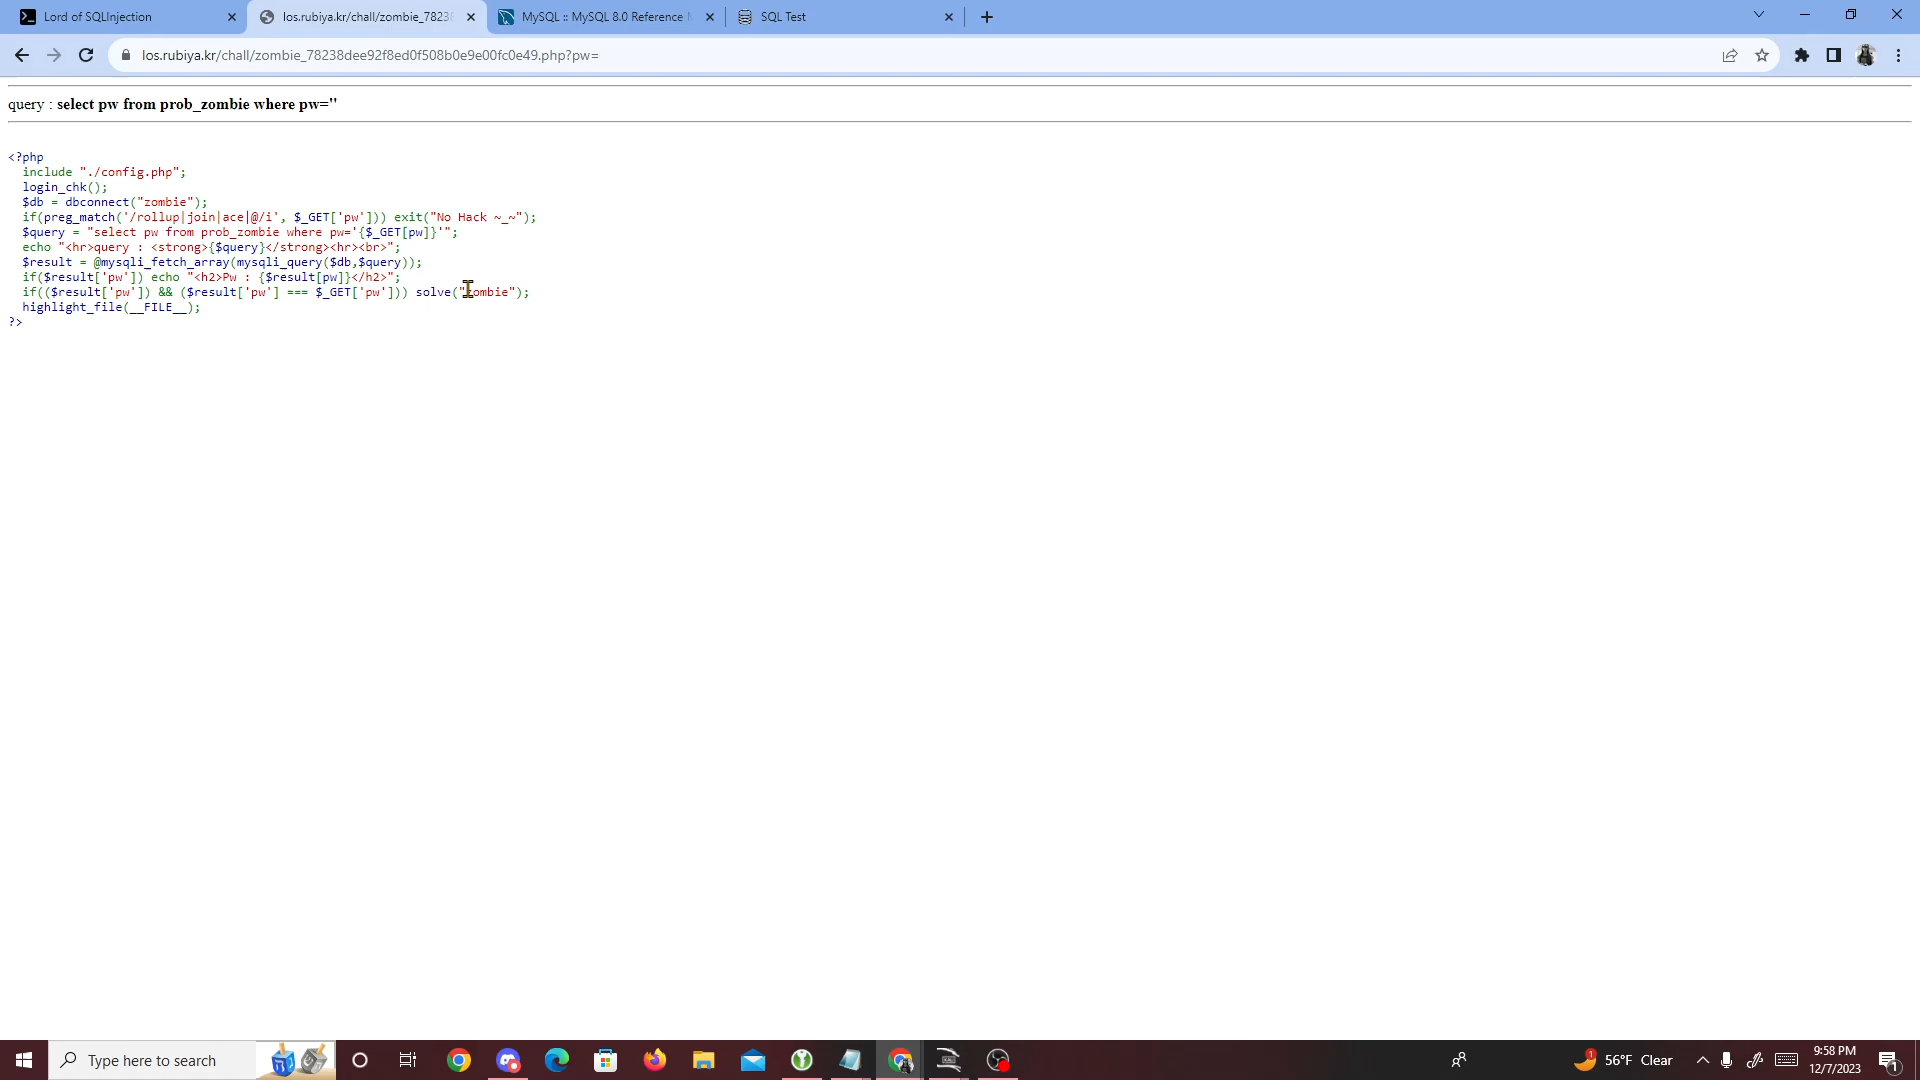 Lord of SQLInjection
los.rubiya.kr/chall/zombie_7823
MySQL :: MySQL 8.0 Reference
SQL Test
los.rubiya.kr/chall/zombie_78238dee92f8ed0f508b0e9e00fc0e49.php?pw=
query : select pw from prob_zombie where pw=''
<?php
include "./config.php";
login_chk();
$db = dbconnect("zombie");
if(preg_match('/rollup|join|ace|@/i', $_GET['pw'])) exit("No Hack ~_~");
$query = "select pw from prob_zombie where pw='{$_GET[pw]}'";
echo "<hr>query : <strong>{$query}</strong><hr><br>";
$result = @mysqli_fetch_array(mysqli_query($db,$query));
if($result['pw']) echo "<h2>Pw : {$result[pw]}</h2>";
if(($result['pw']) && ($result['pw'] === $_GET['pw'])) solve("zombie");
highlight_file(__FILE__);
?>
Type here to search
1
56°F Clear
9:58 PM
12/7/2023
1